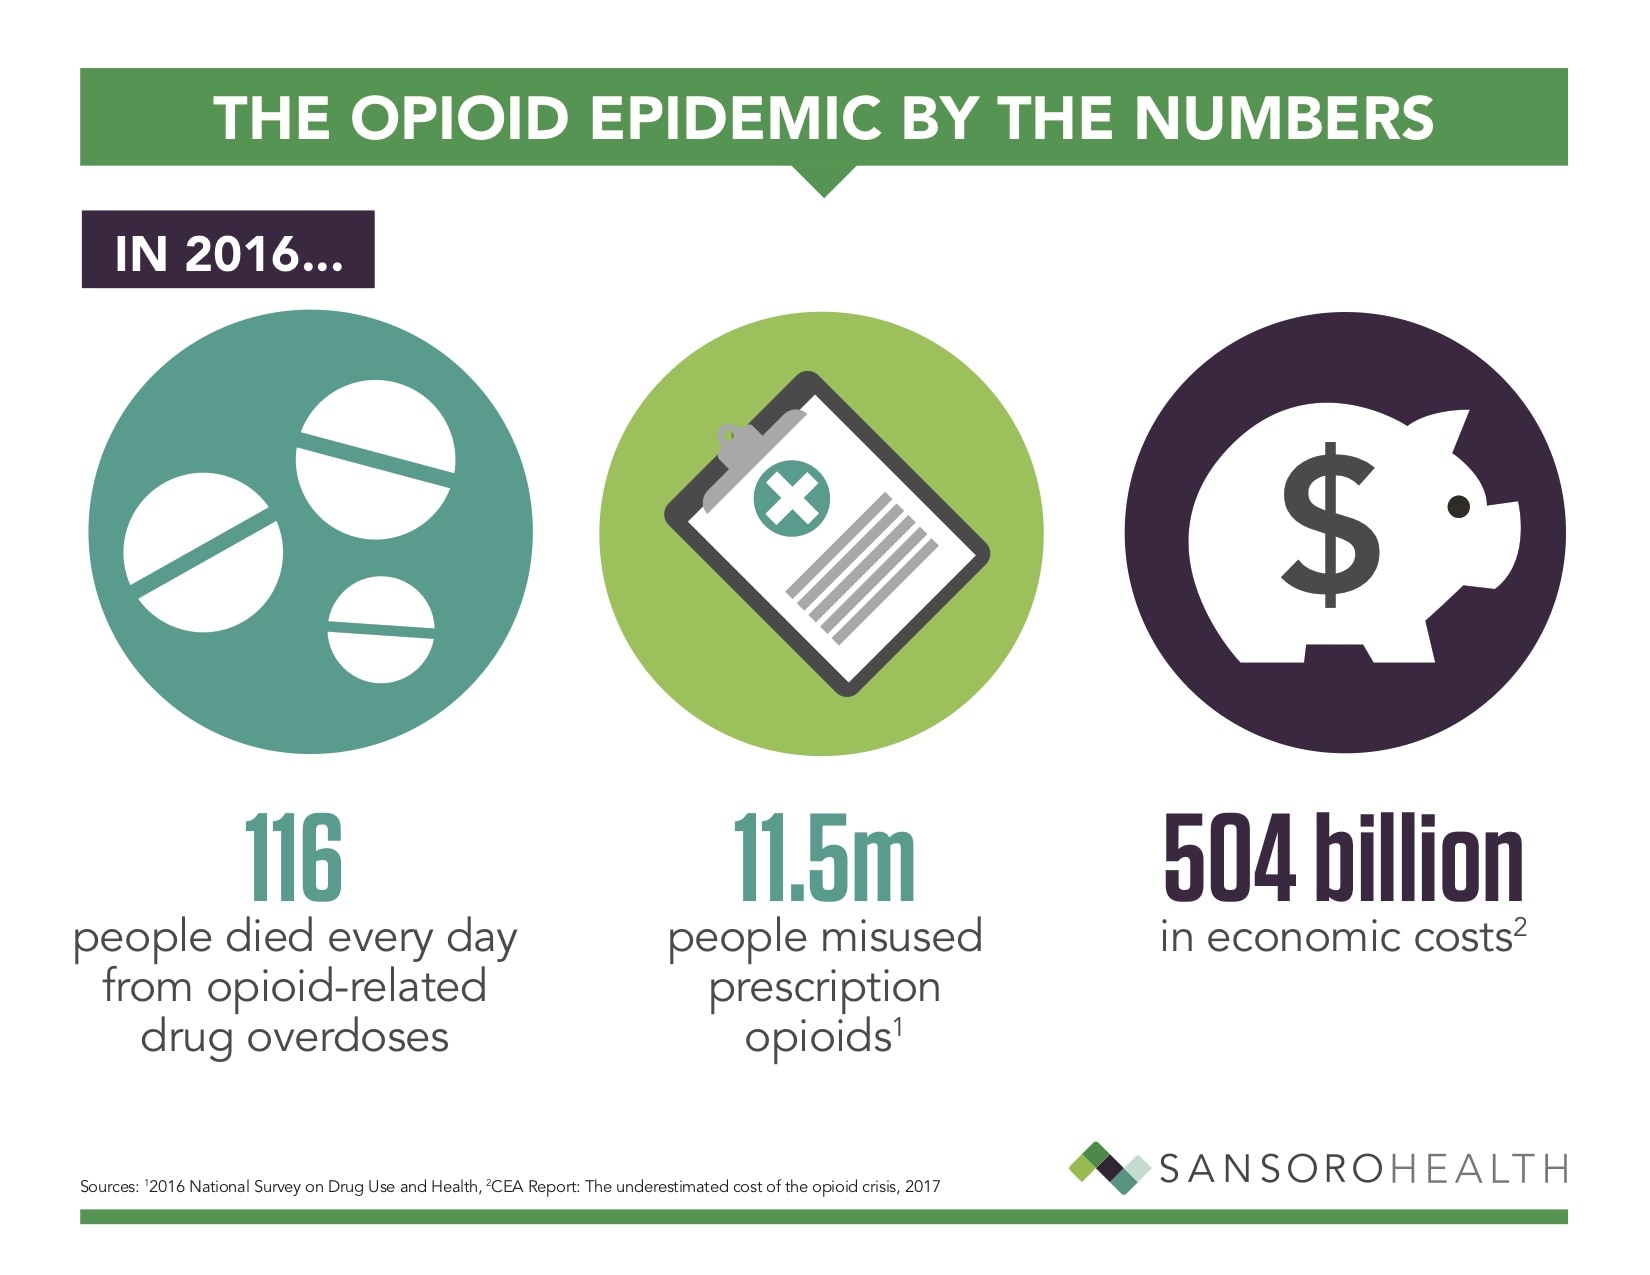 THE OPIOID EPIDEMIC BY THE NUMBERS
IN 2016...
$
116
people died every day
from opioid-related
drug overdoses
11.5m
people misused
prescription
opioids¹
504 billion
in economic costs²
Sources: ¹2016 National Survey on Drug Use and Health, ²CEA Report: The underestimated cost of the opioid crisis, 2017
SANSOROHEALTH